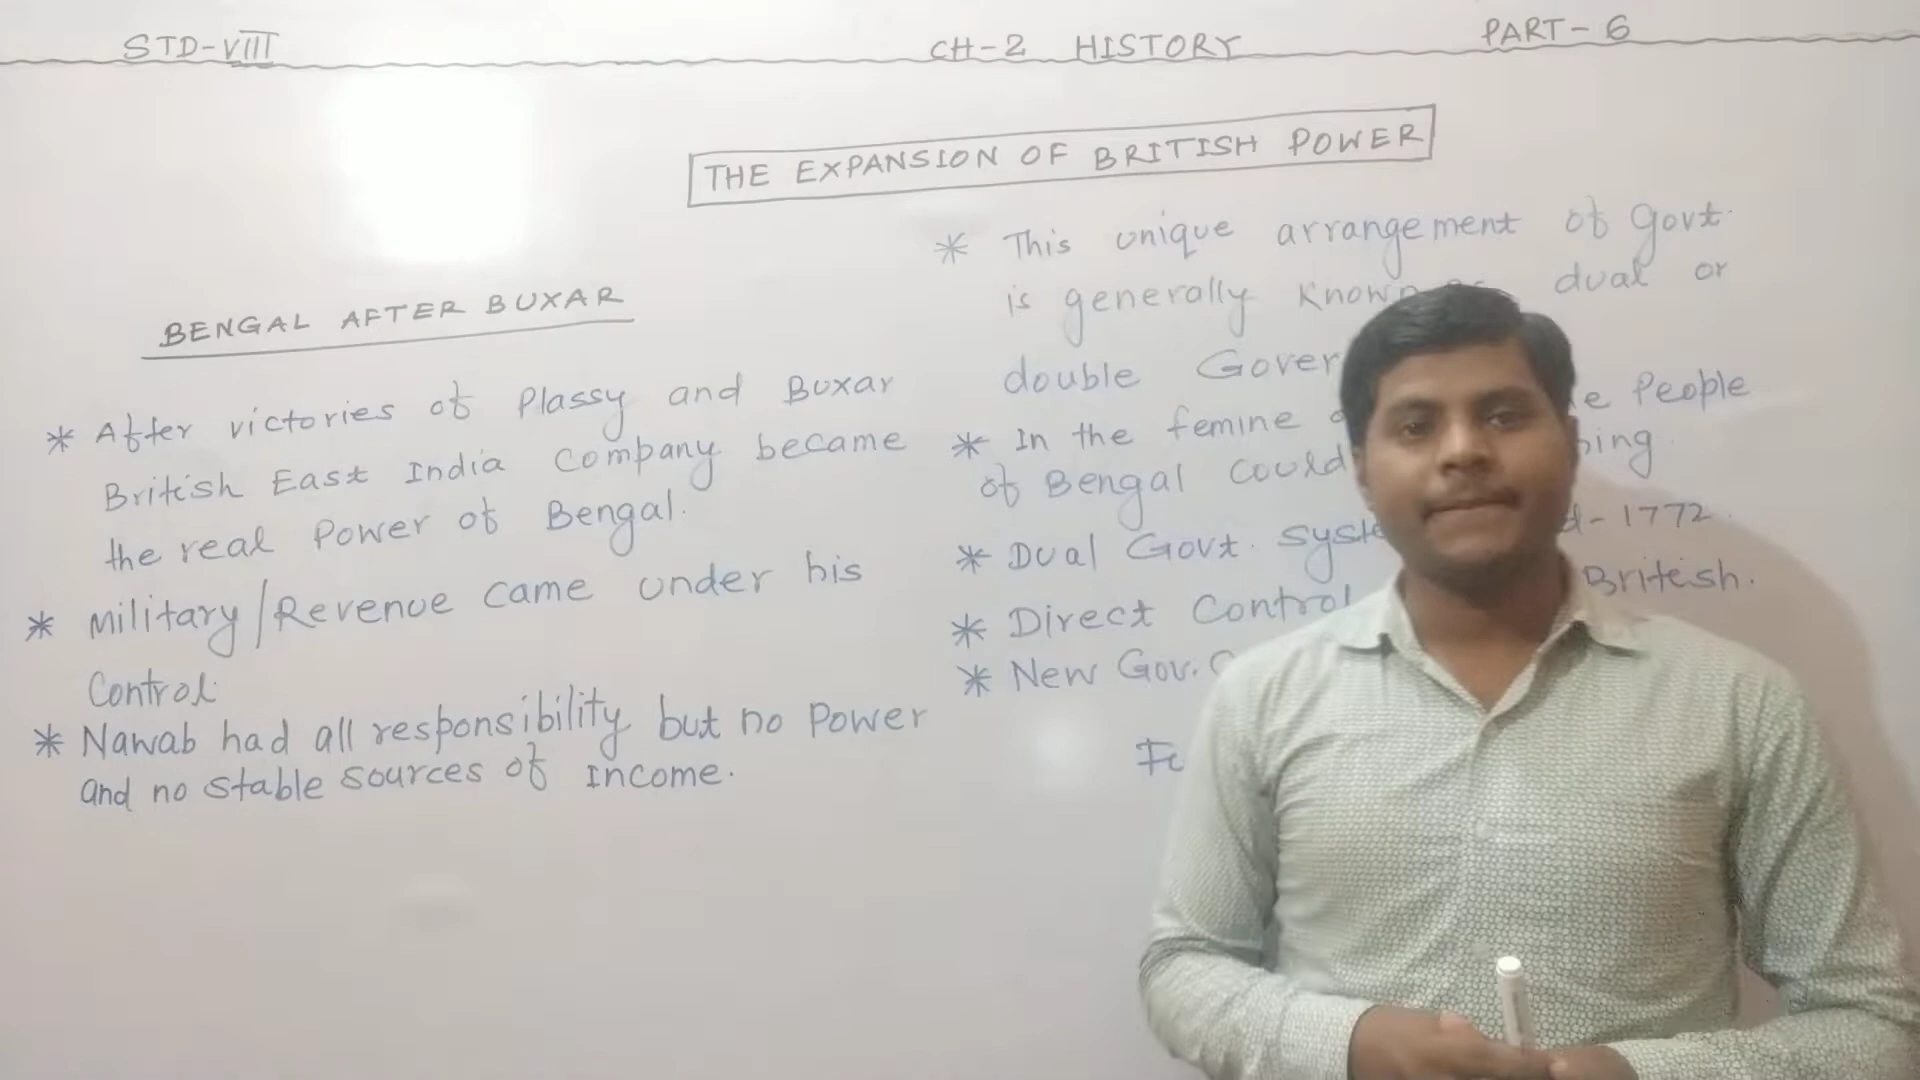 STD-VIII
CH-2 HISTORY
PART-6
THE EXPANSION OF BRITISH POWER
BENGAL AFTER BUXAR
* After victories of Plassy and Buxar
British East India Company became
the real Power of Bengal.
* Military/Revenue came under his
Control
* Nawab had all responsibility but no Power
and no stable sources of Income.
* This unique arrangement of Govt.
is generally known dual or
double
* In the femine People
of Bengal Could
* Dual Govt. 1772.
* Direct Control British.
* New Gov.